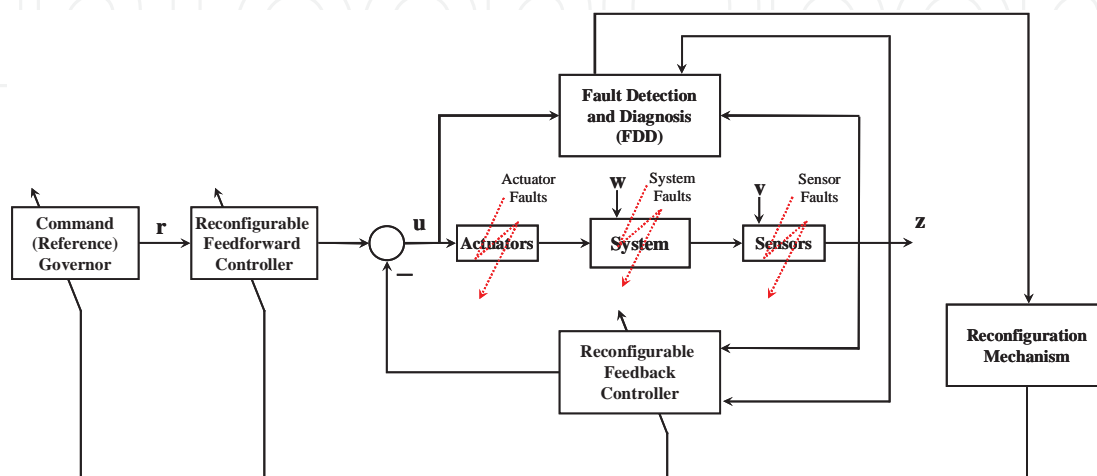 Fault Detection
and Diagnosis
(FDD)
Actuator
Faults
w
System
Faults
v
Sensor
Faults
Command
(Reference)
Governor
r
Reconfigurable
Feedforward
Controller
u
Actuators
System
Sensors
z
–
Reconfigurable
Feedback
Controller
Reconfiguration
Mechanism